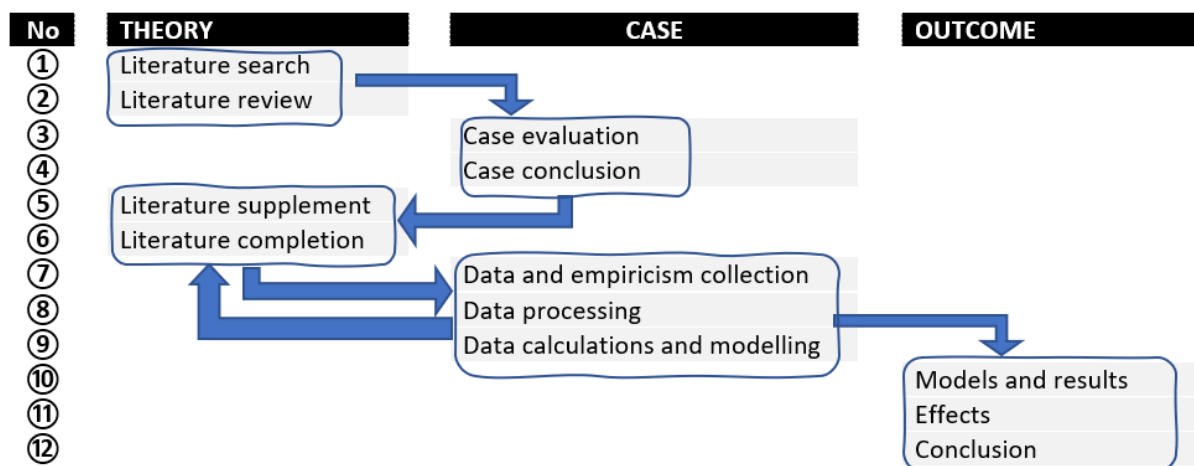 No THEORY CASE OUTCOME
① Literature search
② Literature review
③ Case evaluation
④ Case conclusion
⑤ Literature supplement
⑥ Literature completion
⑦ Data and empiricism collection
⑧ Data processing
⑨ Data calculations and modelling
⑩ Models and results
⑪ Effects
⑫ Conclusion